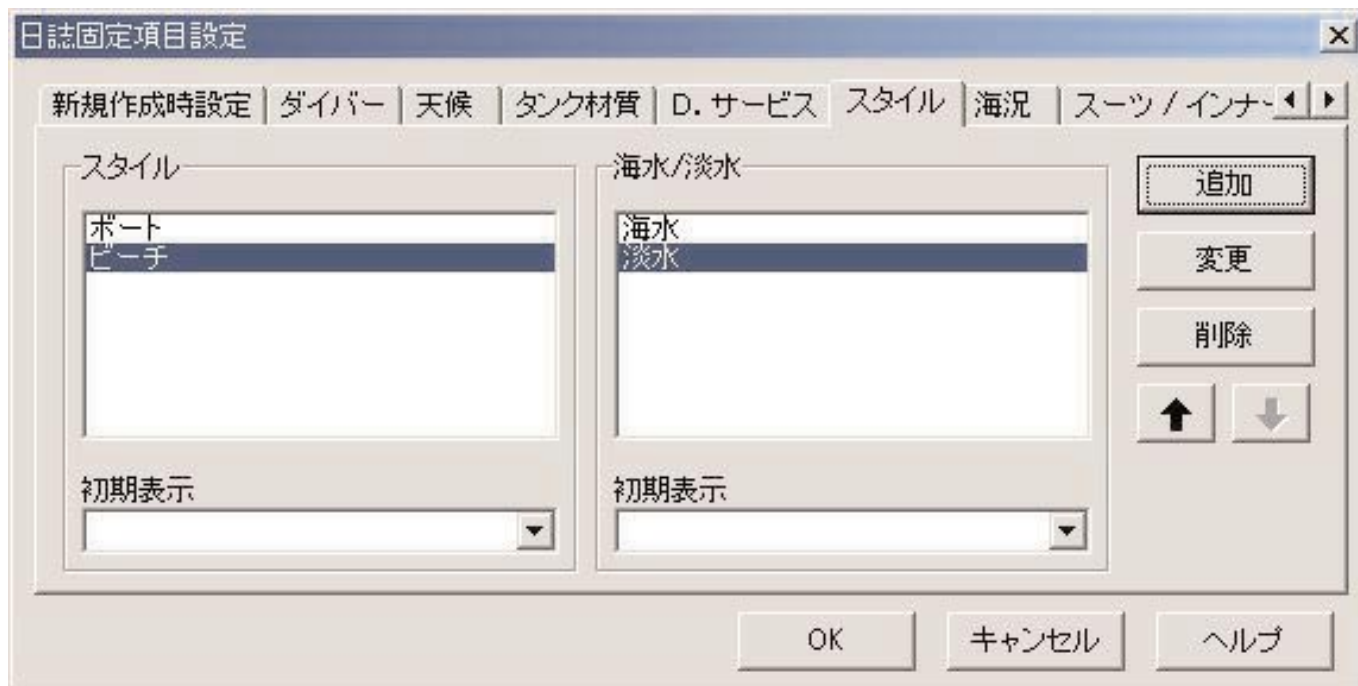 日誌固定項目設定
新規作成時設定 ダイバー 天候 タンク材質 D. サービス スタイル 海況 スーツ / インナー
スタイル 海水/淡水 追加
ボート 海水
ビーチ 淡水 変更
削除
初期表示 初期表示
OK キャンセル ヘルプ